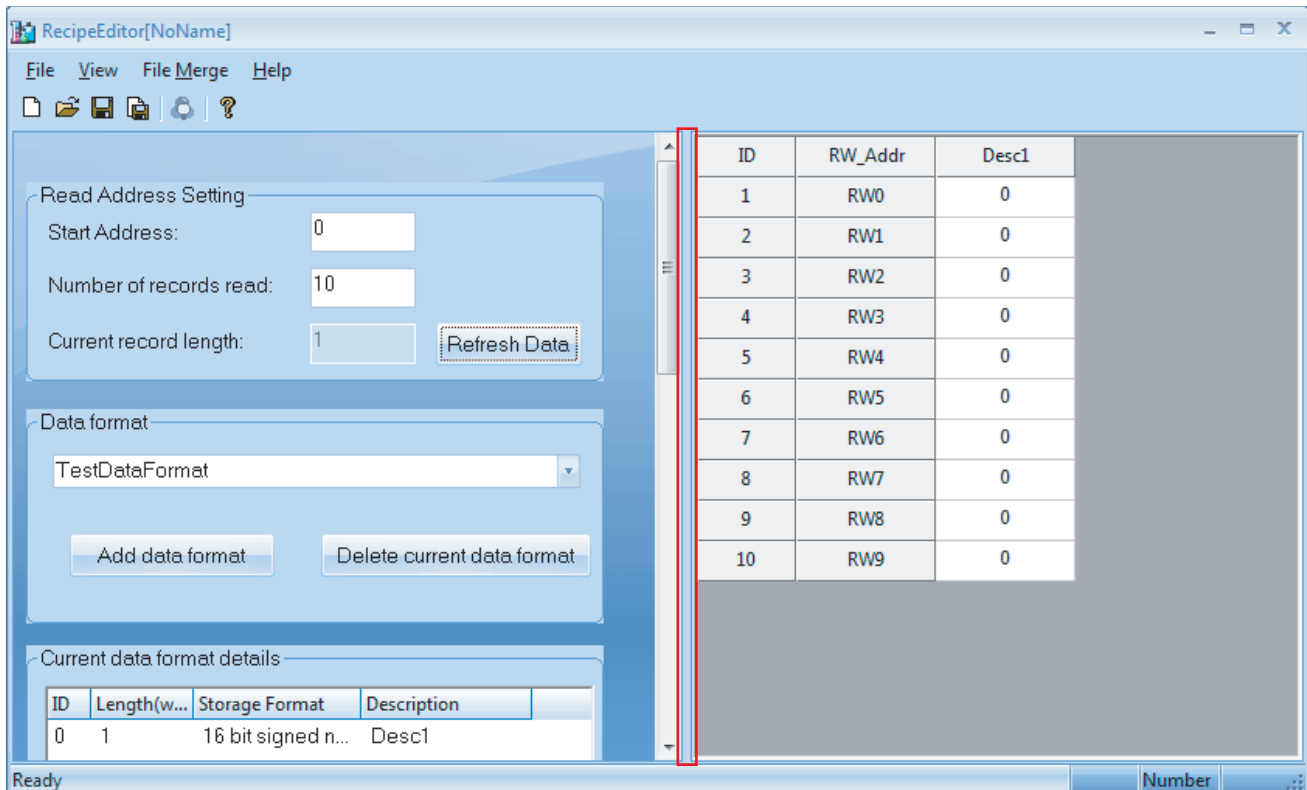 RecipeEditor[NoName]
File View File Merge Help
Read Address Setting
Start Address: 0
Number of records read: 10
Current record length: 1 Refresh Data
Data format
TestDataFormat
Add data format Delete current data format
Current data format details
ID Length(w... Storage Format Description
0 1 16 bit signed n... Desc1
ID RW_Addr Desc1
1 RW0 0
2 RW1 0
3 RW2 0
4 RW3 0
5 RW4 0
6 RW5 0
7 RW6 0
8 RW7 0
9 RW8 0
10 RW9 0
Ready Number